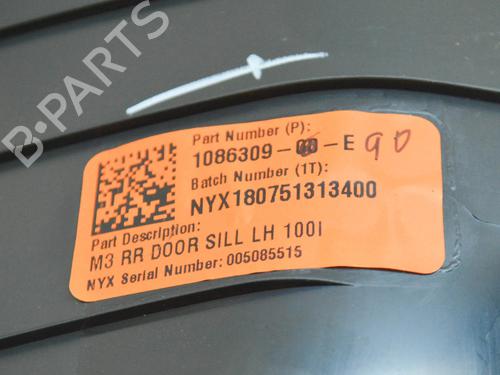 B-PARTS
Part Number (P):
1086309- -E 90
Batch Number (1T):
NYX180751313400
Part Description:
M3 RR DOOR SILL LH 100I
NYX Serial Number: 005085515